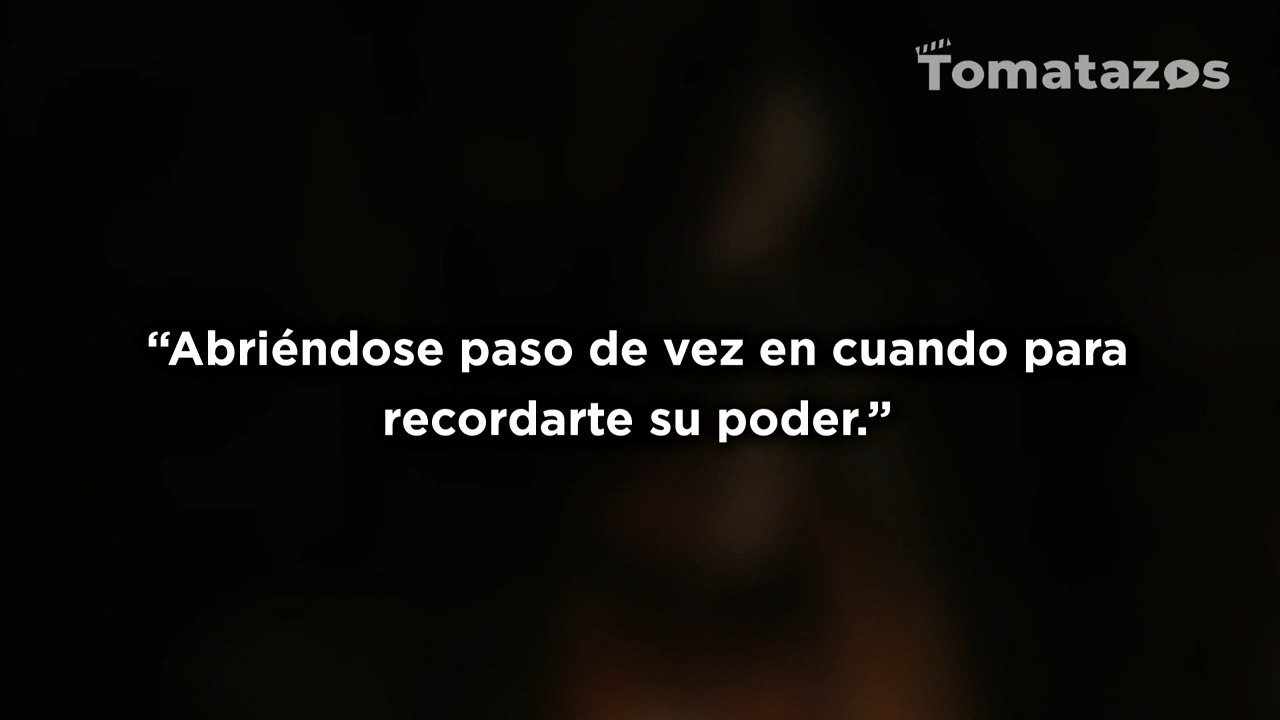 Tomatazos
“Abriéndose paso de vez en cuando para
recordarte su poder.”